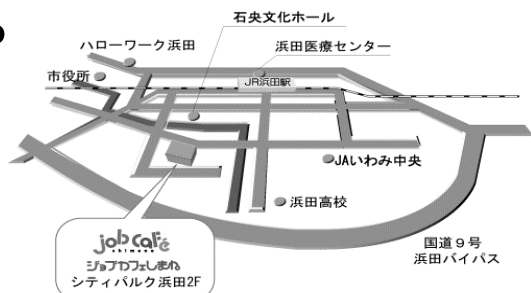 石央文化ホール
ハローワーク浜田
浜田医療センター
市役所
JR浜田駅
JAいわみ中央
浜田高校
job café
shimane
ジョブカフェしまね
シティパルク浜田2F
国道9号
浜田バイパス